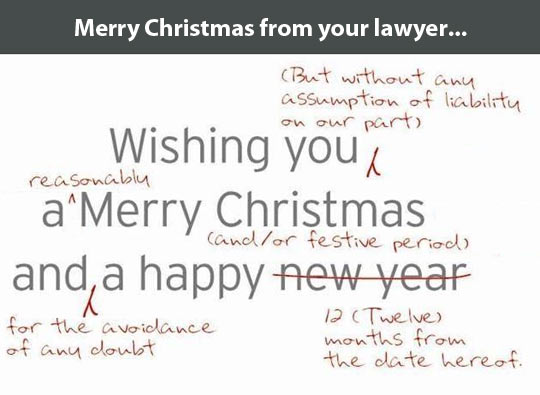 Merry Christmas from your lawyer...
(But without any
assumption of liability
on our part)
Wishing you
reasonably
a Merry Christmas
(and/or festive period)
and, a happy new year
for the avoidance
of any doubt
12 (Twelve)
months from
the date hereof.